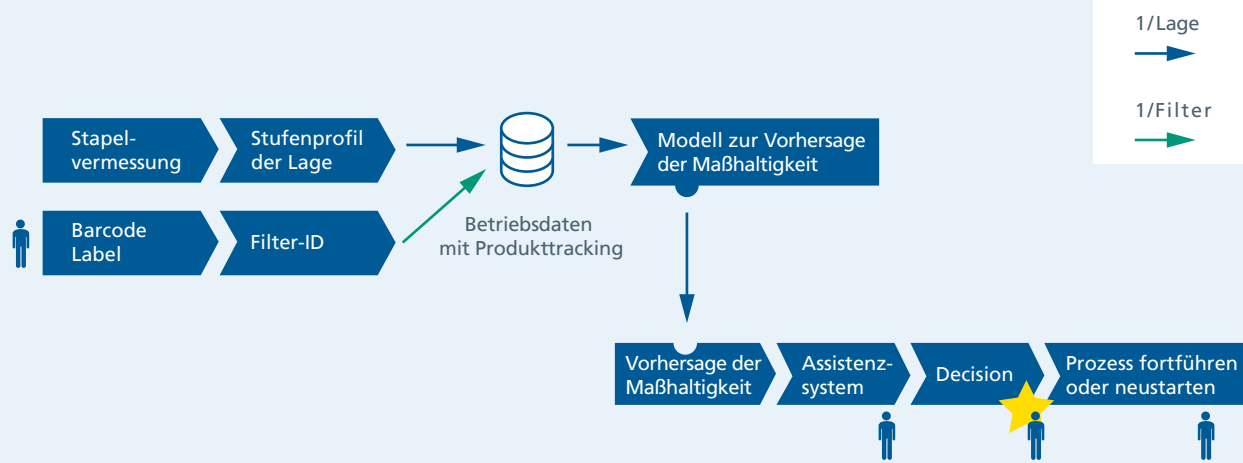 1/Lage
1/Filter
Stapel-
vermessung
Stufenprofil
der Lage
Modell zur Vorhersage
der Maßhaltigkeit
Barcode
Label
Filter-ID
Betriebsdaten
mit Produkttracking
Vorhersage der
Maßhaltigkeit
Assistenz-
system
Decision
Prozess fortführen
oder neustarten